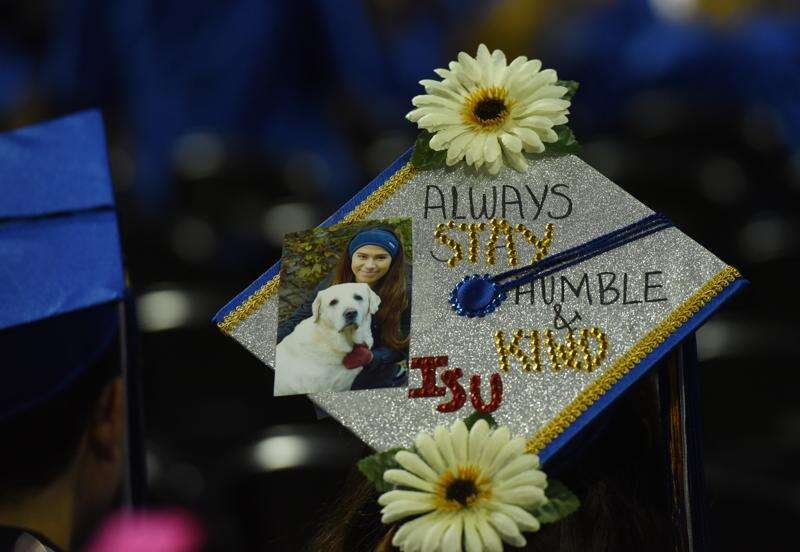 ALWAYS
STAY
HUMBLE
&
KIND
ISU